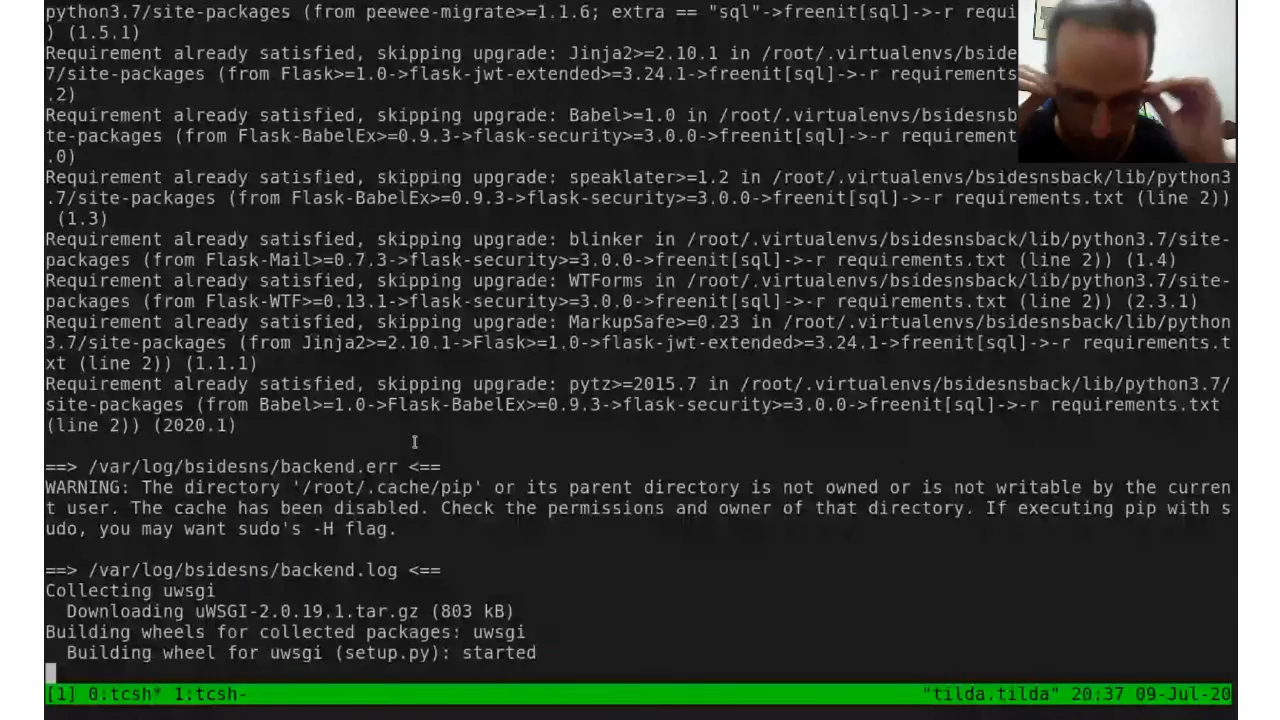 python3.7/site-packages (from peewee-migrate>=1.1.6; extra == "sql"->freenit[sql]->-r requi
) (1.5.1)
Requirement already satisfied, skipping upgrade: Jinja2>=2.10.1 in /root/.virtualenvs/bside
7/site-packages (from Flask>=1.0->flask-jwt-extended>=3.24.1->freenit[sql]->-r requirements
.2)
Requirement already satisfied, skipping upgrade: Babel>=1.0 in /root/.virtualenvs/bsidesnsb
te-packages (from Flask-BabelEx>=0.9.3->flask-security>=3.0.0->freenit[sql]->-r requirement
.0)
Requirement already satisfied, skipping upgrade: speaklater>=1.2 in /root/.virtualenvs/bsidesnsback/lib/python3
.7/site-packages (from Flask-BabelEx>=0.9.3->flask-security>=3.0.0->freenit[sql]->-r requirements.txt (line 2))
(1.3)
Requirement already satisfied, skipping upgrade: blinker in /root/.virtualenvs/bsidesnsback/lib/python3.7/site-
packages (from Flask-Mail>=0.7.3->flask-security>=3.0.0->freenit[sql]->-r requirements.txt (line 2)) (1.4)
Requirement already satisfied, skipping upgrade: WTForms in /root/.virtualenvs/bsidesnsback/lib/python3.7/site-
packages (from Flask-WTF>=0.13.1->flask-security>=3.0.0->freenit[sql]->-r requirements.txt (line 2)) (2.3.1)
Requirement already satisfied, skipping upgrade: MarkupSafe>=0.23 in /root/.virtualenvs/bsidesnsback/lib/python
3.7/site-packages (from Jinja2>=2.10.1->Flask>=1.0->flask-jwt-extended>=3.24.1->freenit[sql]->-r requirements.t
xt (line 2)) (1.1.1)
Requirement already satisfied, skipping upgrade: pytz>=2015.7 in /root/.virtualenvs/bsidesnsback/lib/python3.7/
site-packages (from Babel>=1.0->Flask-BabelEx>=0.9.3->flask-security>=3.0.0->freenit[sql]->-r requirements.txt
(line 2)) (2020.1)
==> /var/log/bsidesns/backend.err <==
WARNING: The directory '/root/.cache/pip' or its parent directory is not owned or is not writable by the curren
t user. The cache has been disabled. Check the permissions and owner of that directory. If executing pip with s
udo, you may want sudo's -H flag.
==> /var/log/bsidesns/backend.log <==
Collecting uwsgi
Downloading uWSGI-2.0.19.1.tar.gz (803 kB)
Building wheels for collected packages: uwsgi
Building wheel for uwsgi (setup.py): started
[1] 0:tcsh* 1:tcsh- "tilda.tilda" 20:37 09-Jul-20